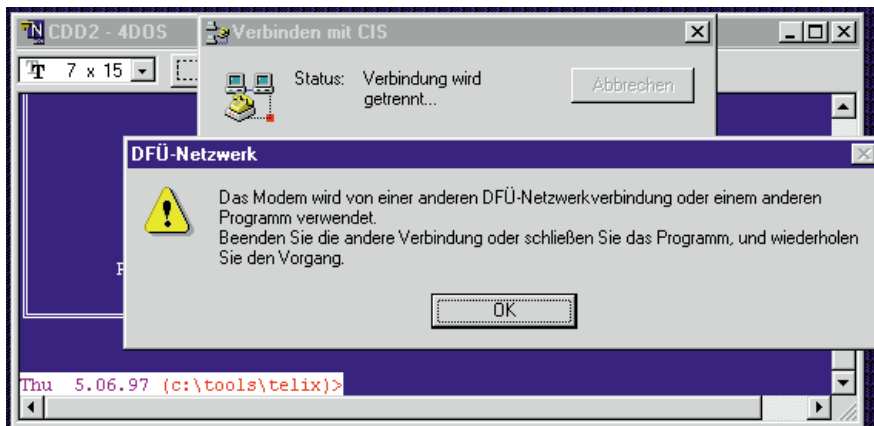 CDD2 - 4DOS
Verbinden mit CIS
7 x 15
Status: Verbindung wird
getrennt...
Abbrechen
DFÜ-Netzwerk
Das Modem wird von einer anderen DFÜ-Netzwerkverbindung oder einem anderen
Programm verwendet.
Beenden Sie die andere Verbindung oder schließen Sie das Programm, und wiederholen
Sie den Vorgang.
OK
Thu 5.06.97 (c:\tools\telix)>